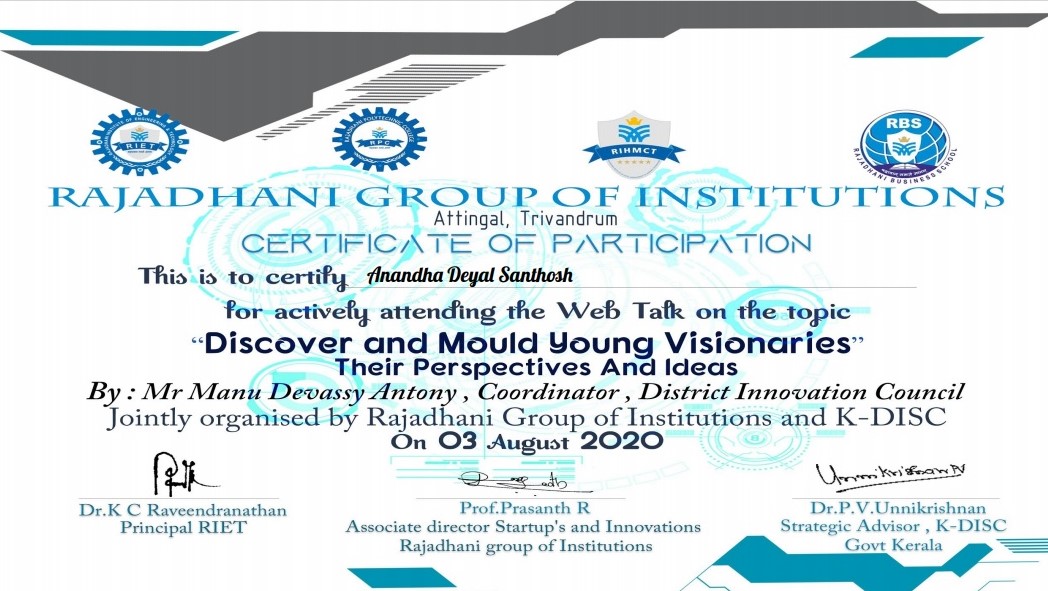 RIET
RPC
RIHMCT
RBS
RAJADHANI BUSINESS SCHOOL
RAJADHANI GROUP OF INSTITUTIONS
Attingal, Trivandrum
CERTIFICATE OF PARTICIPATION
This is to certify Anandha Deyal Santhosh
for actively attending the Web Talk on the topic
“Discover and Mould Young Visionaries”
Their Perspectives And Ideas
By : Mr Manu Devassy Antony , Coordinator , District Innovation Council
Jointly organised by Rajadhani Group of Institutions and K-DISC
On 03 August 2020
Unnikrishnan PV
Dr.K C Raveendranathan
Principal RIET
Prof.Prasanth R
Associate director Startup's and Innovations
Rajadhani group of Institutions
Dr.P.V.Unnikrishnan
Strategic Advisor , K-DISC
Govt Kerala